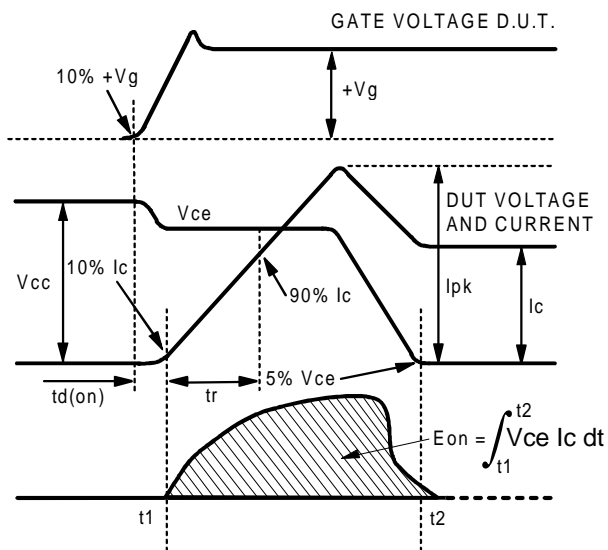 GATE VOLTAGE D.U.T.
10% +Vg
+Vg
DUT VOLTAGE
AND CURRENT
Vce
10% Ic
Vcc
90% Ic
Ipk
Ic
5% Vce
td(on)
tr
Eon = ∫ Vce Ic dt
t2
t1
t1
t2